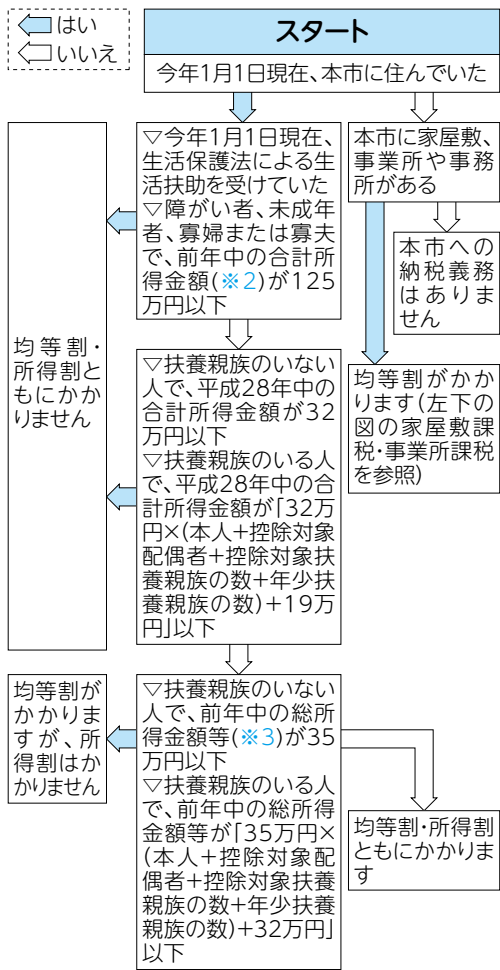 はい
いいえ
スタート
今年1月1日現在、本市に住んでいた
▽今年1月1日現在、
生活保護法による生
活扶助を受けていた
▽障がい者、未成年
者、寡婦または寡夫
で、前年中の合計所
得金額(※2)が125
万円以下
本市に家屋敷、
事業所や事務
所がある
本市への
納税義務
はありま
せん
均等割・
所得割と
もにかか
りません
▽扶養親族のいない
人で、平成28年中の
合計所得金額が32
万円以下
▽扶養親族のいる人
で、平成28年中の合
計所得金額が「32万
円×(本人+控除対象
配偶者+控除対象扶
養親族の数+年少扶
養親族の数)+19万
円」以下
均等割がかか
ります(左下の
図の家屋敷課
税・事業所課税
を参照)
均等割が
かかりま
すが、所
得割はか
かりません
▽扶養親族のいない
人で、前年中の総所
得金額等(※3)が35
万円以下
▽扶養親族のいる人
で、前年中の総所得
金額等が「35万円×
(本人+控除対象配
偶者+控除対象扶養
親族の数+年少扶養
親族の数)+32万円」
以下
均等割・所得割
ともにかかりま
す